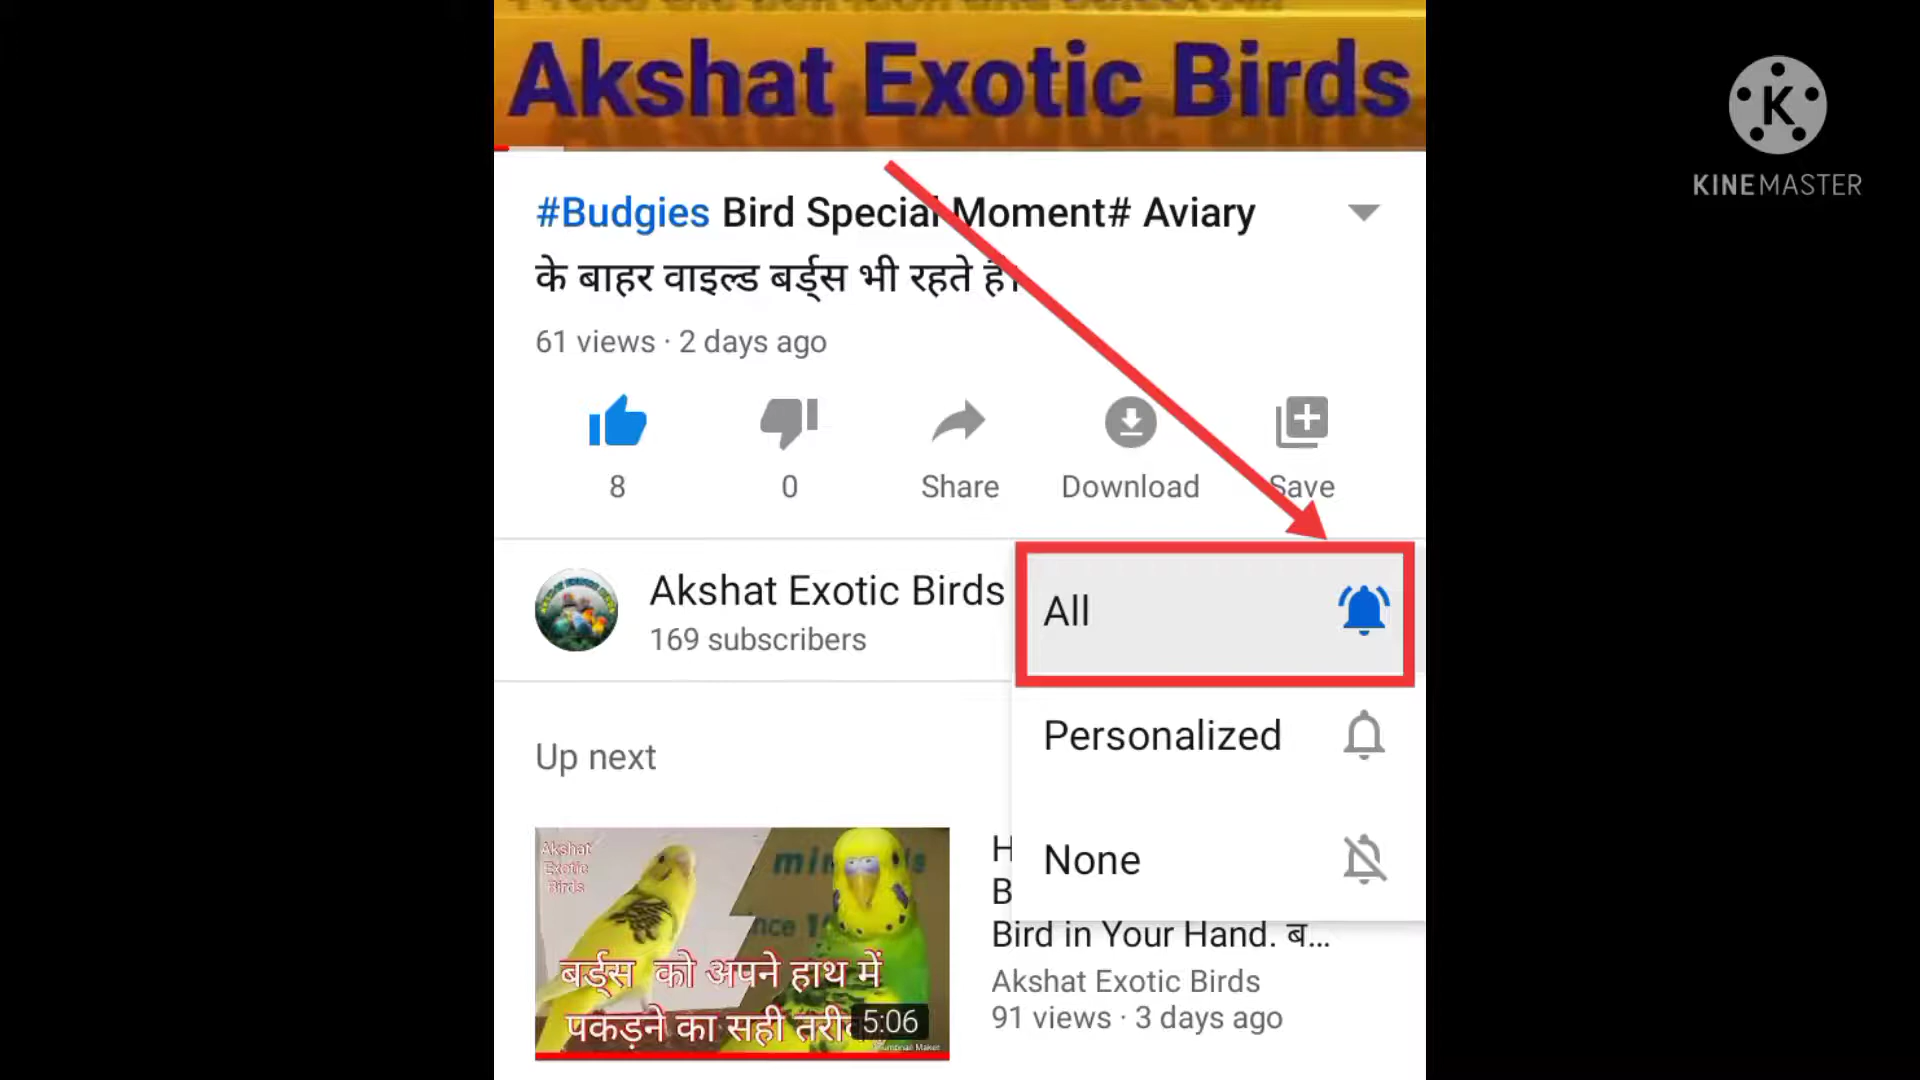 Akshat Exotic Birds
KINEMASTER
#Budgies Bird Special Moment# Aviary
के बाहर वाइल्ड बर्ड्स भी रहते हैं।
61 views · 2 days ago
8
0
Share
Download
Save
Akshat Exotic Birds
169 subscribers
All
Personalized
None
Up next
Akshat
Exotic
Birds
बर्ड्स को अपने हाथ में
पकड़ने का सही
5:06
H
B
Bird in Your Hand. ब...
Akshat Exotic Birds
91 views · 3 days ago